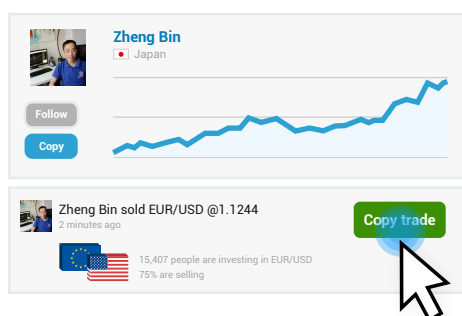 Zheng Bin
Japan
Follow
Copy
Zheng Bin sold EUR/USD @1.1244
2 minutes ago
Copy trade
15,407 people are investing in EUR/USD
75% are selling